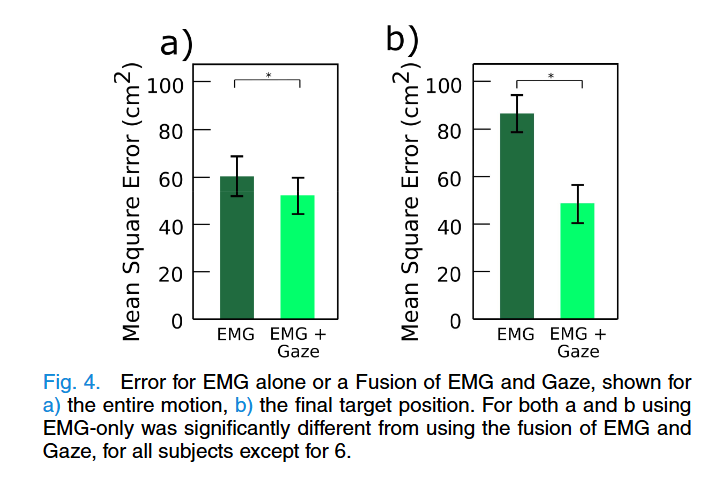 a)
Mean Square Error (cm²)
100
80
60
40
20
0
*
EMG
EMG +
Gaze
b)
Mean Square Error (cm²)
100
80
60
40
20
0
*
EMG
EMG +
Gaze
Fig. 4. Error for EMG alone or a Fusion of EMG and Gaze, shown for
a) the entire motion, b) the final target position. For both a and b using
EMG-only was significantly different from using the fusion of EMG and
Gaze, for all subjects except for 6.